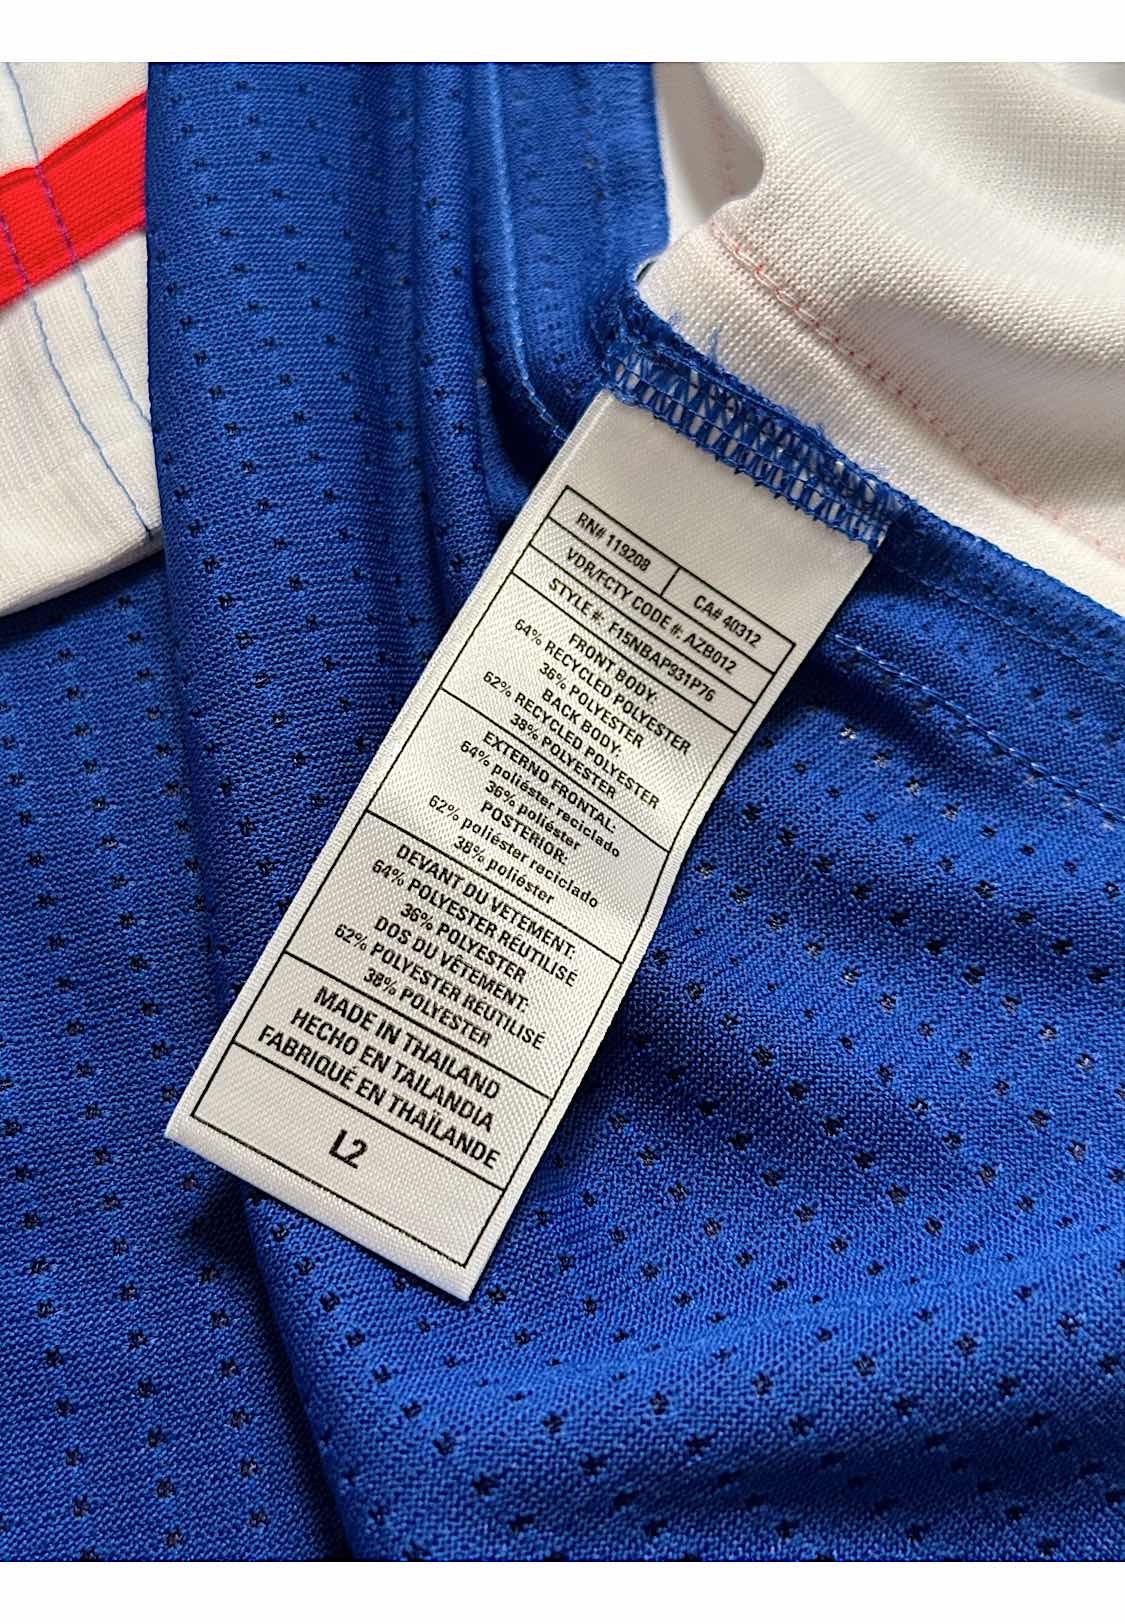 RN# 119208 CA# 40312
VDR/FCTY CODE #: AZB012
STYLE #: F15NBAP931P76
FRONT BODY:
64% RECYCLED POLYESTER
36% POLYESTER
BACK BODY:
62% RECYCLED POLYESTER
38% POLYESTER
EXTERNO FRONTAL:
64% poliéster reciclado
36% poliéster
POSTERIOR:
62% poliéster reciclado
38% poliéster
DEVANT DU VETEMENT:
64% POLYESTER RÉUTILISÉ
36% POLYESTER
DOS DU VÊTEMENT:
62% POLYESTER RÉUTILISÉ
38% POLYESTER
MADE IN THAILAND
HECHO EN TAILANDIA
FABRIQUÉ EN THAÏLANDE
L2